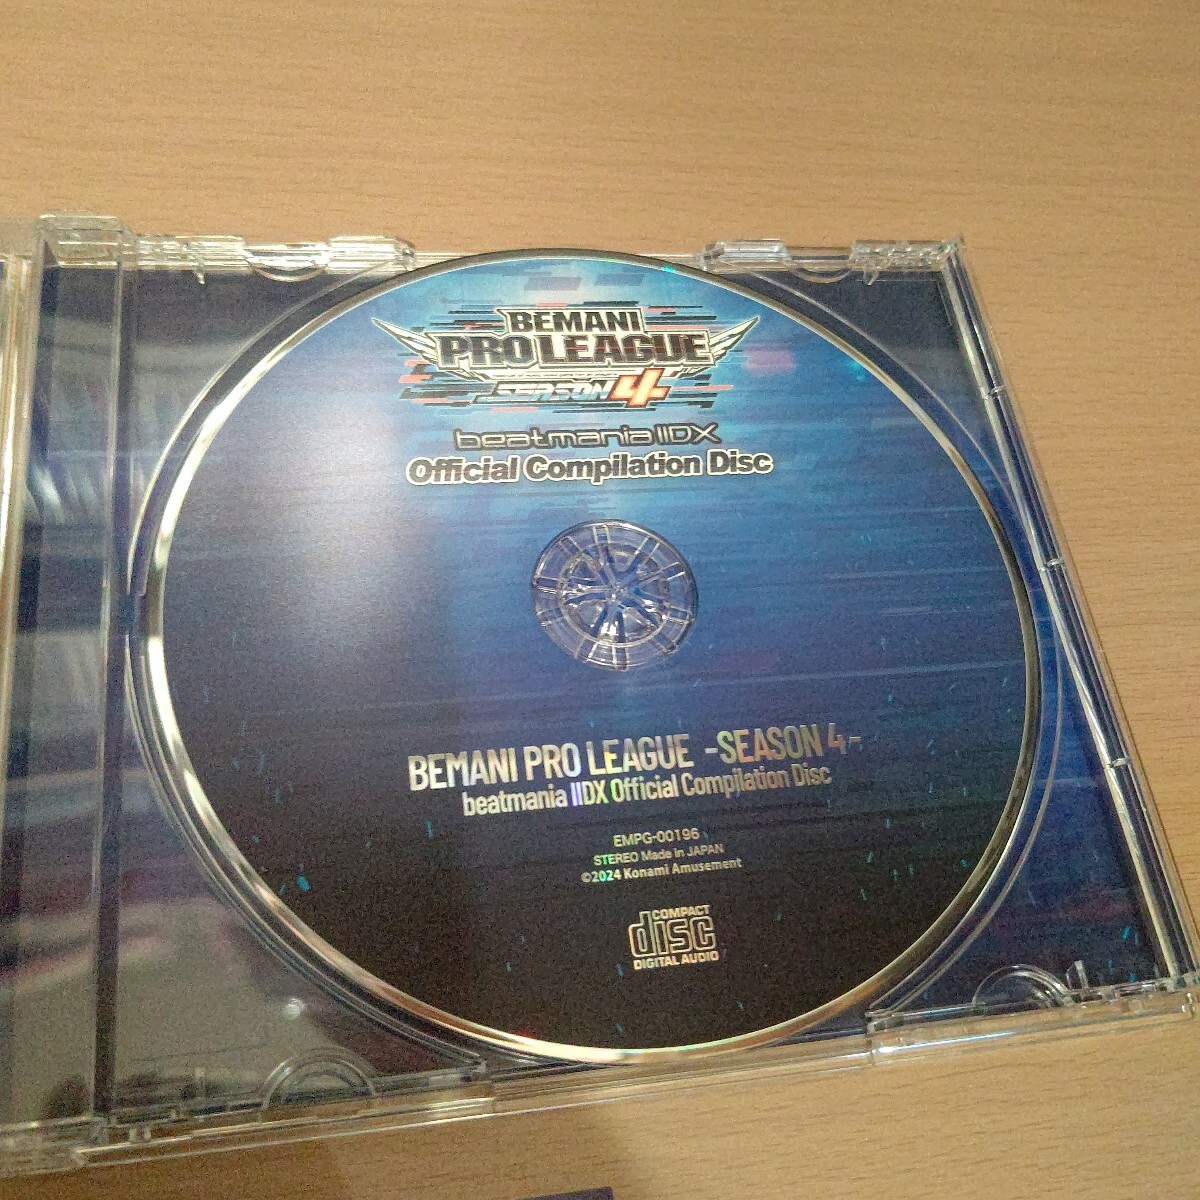 BEMANI
PRO LEAGUE
SEASON 4
beatmania IIDX
Official Compilation Disc
BEMANI PRO LEAGUE -SEASON 4-
beatmania IIDX Official Compilation Disc
EMPG-00196
STEREO Made in JAPAN
©2024 Konami Amusement
COMPACT
disc
DIGITAL AUDIO